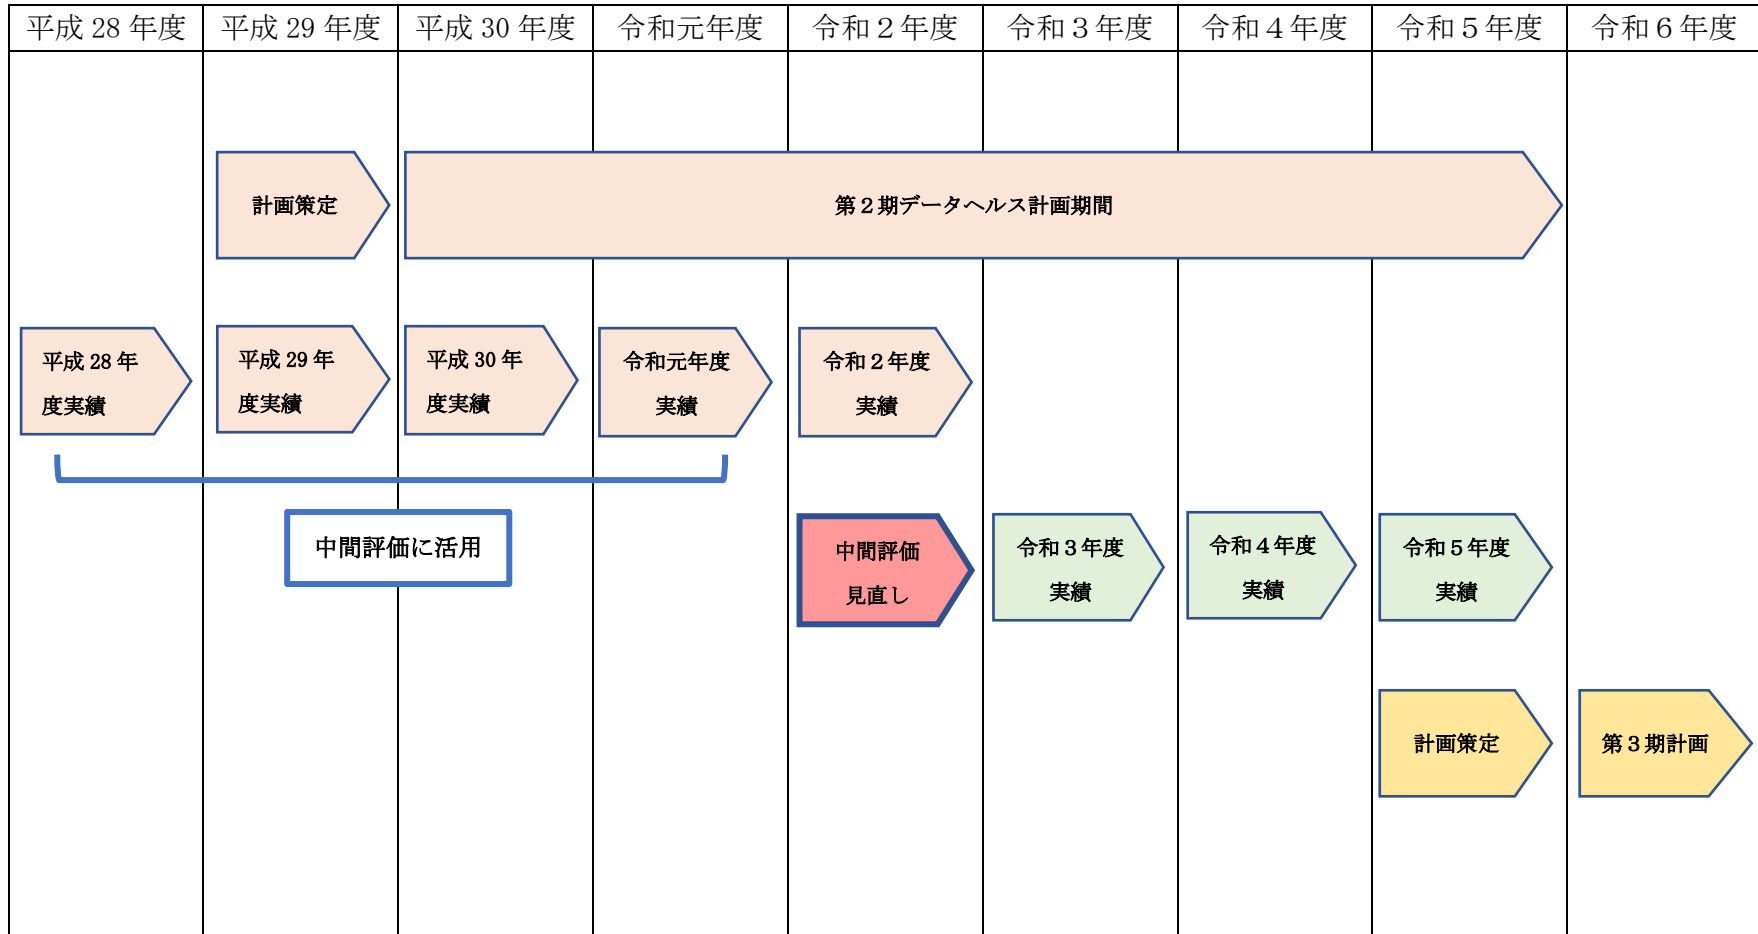 平成 28 年度
平成 29 年度
平成 30 年度
令和元年度
令和２年度
令和３年度
令和４年度
令和５年度
令和６年度
計画策定
第２期データヘルス計画期間
平成 28 年
度実績
平成 29 年
度実績
平成 30 年
度実績
令和元年度
実績
令和２年度
実績
中間評価に活用
中間評価
見直し
令和３年度
実績
令和４年度
実績
令和５年度
実績
計画策定
第３期計画